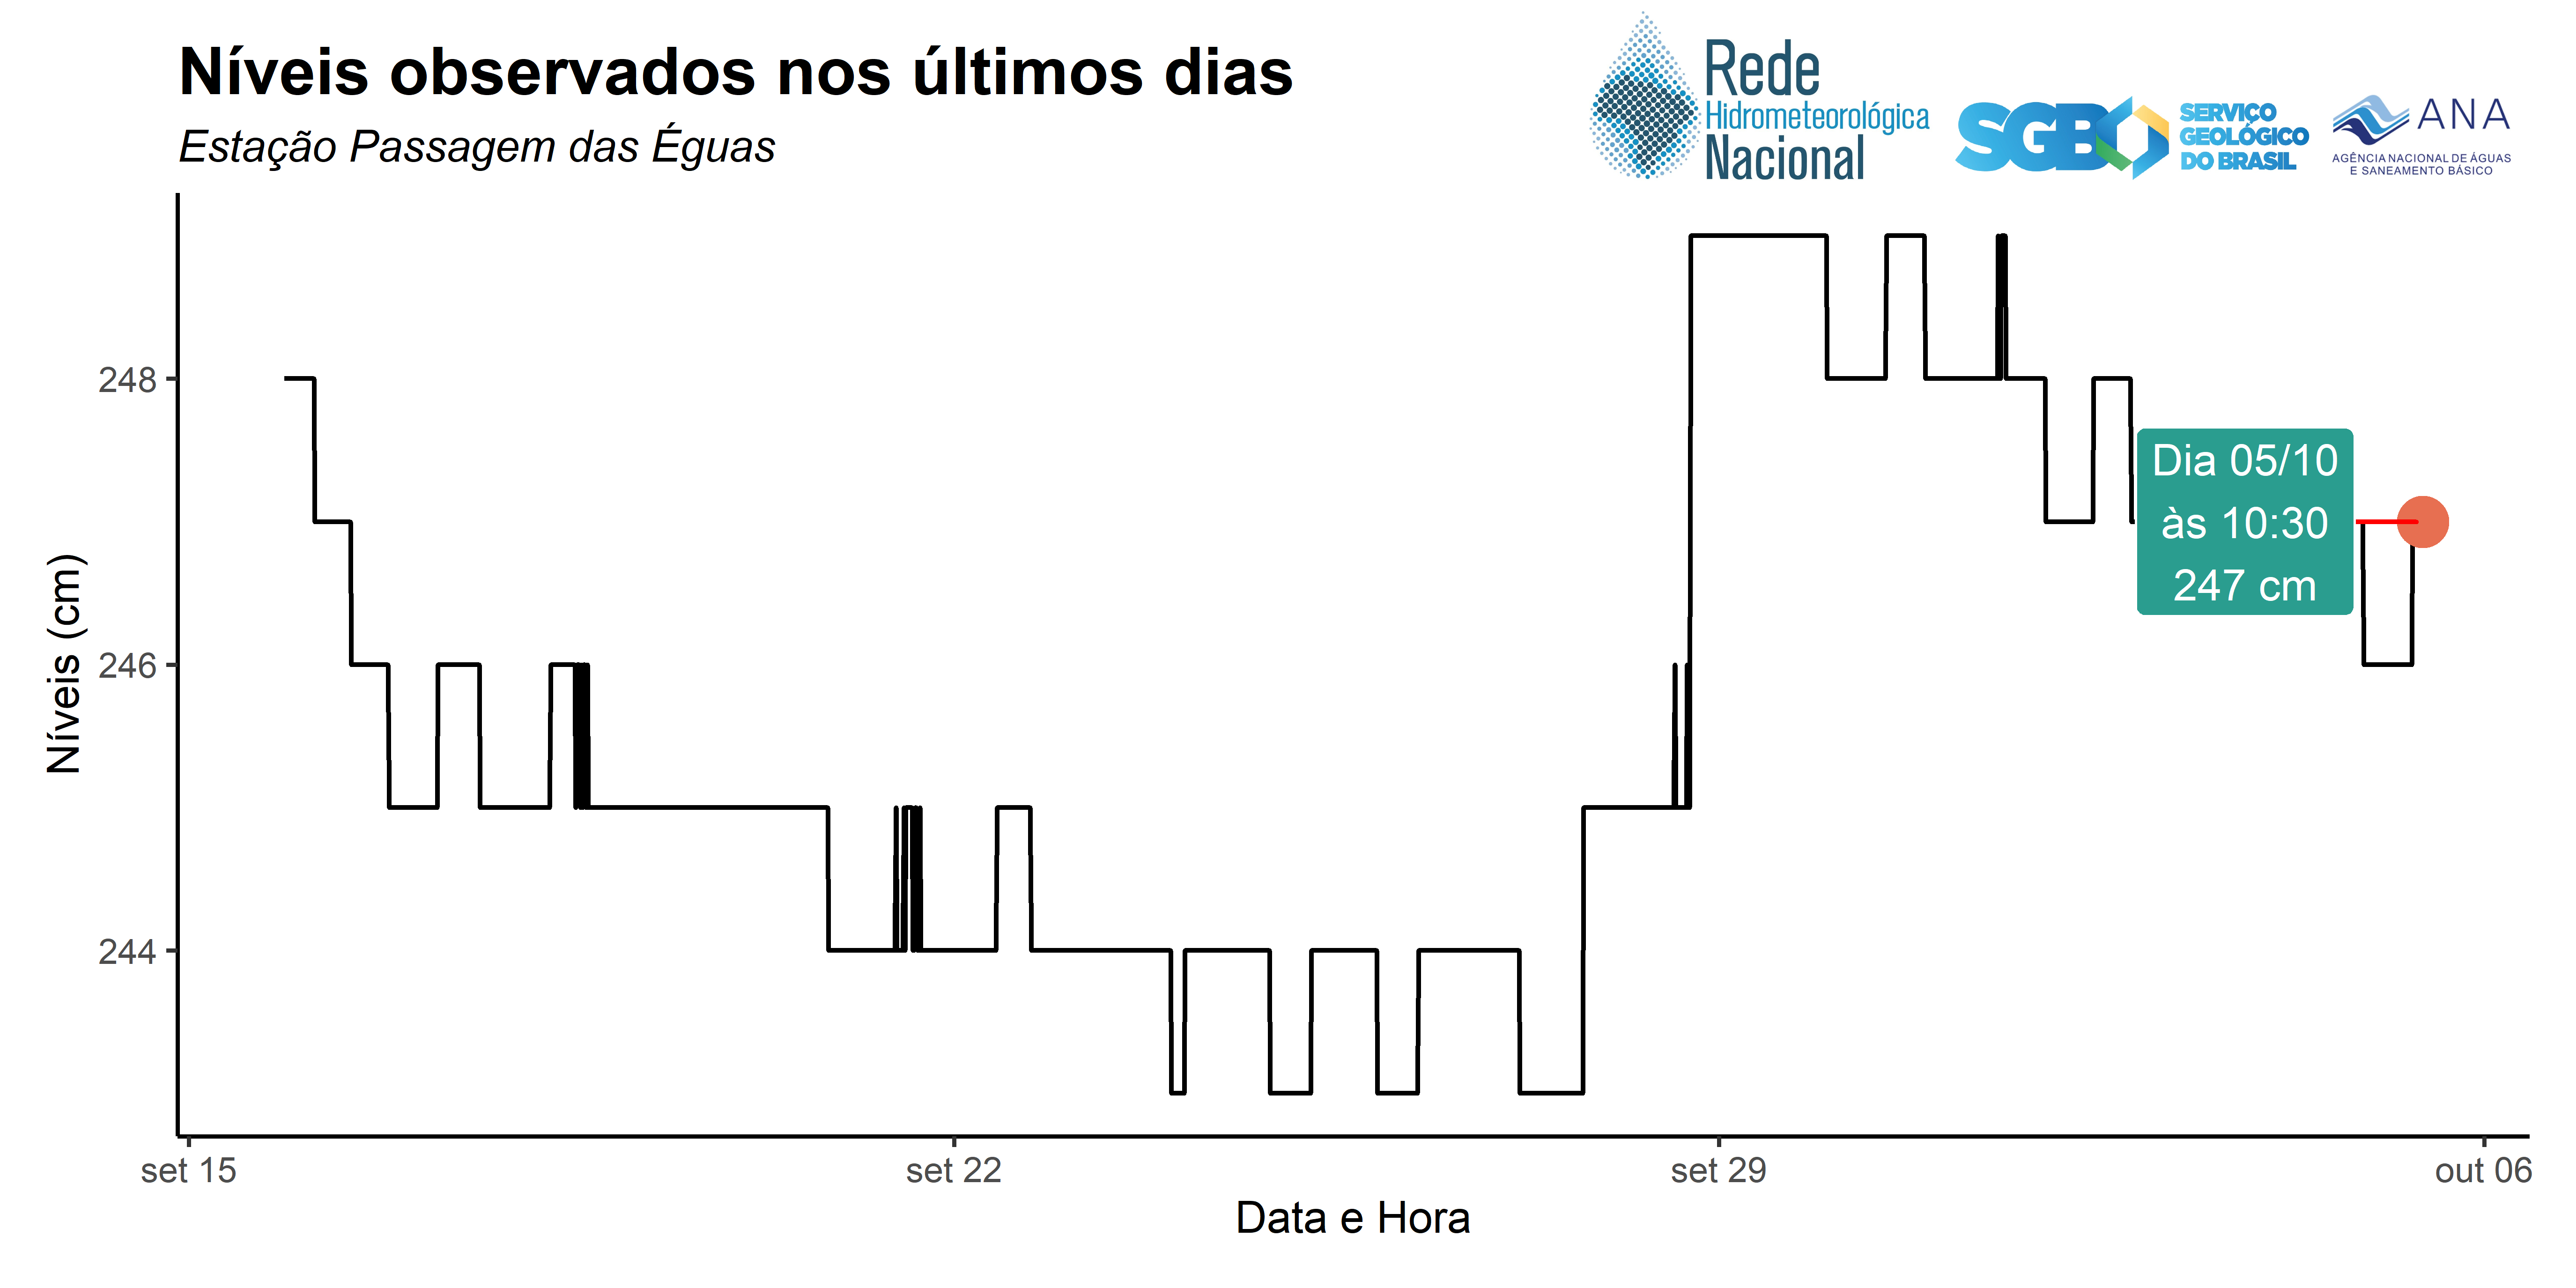 Níveis observados nos últimos dias
Estação Passagem das Éguas
Rede
Hidrometeorológica
Nacional
SGB
SERVIÇO
GEOLÓGICO
DO BRASIL
ANA
AGÊNCIA NACIONAL DE ÁGUAS
E SANEAMENTO BÁSICO
Níveis (cm)
248
246
244
Dia 05/10
às 10:30
247 cm
set 15
set 22
set 29
out 06
Data e Hora